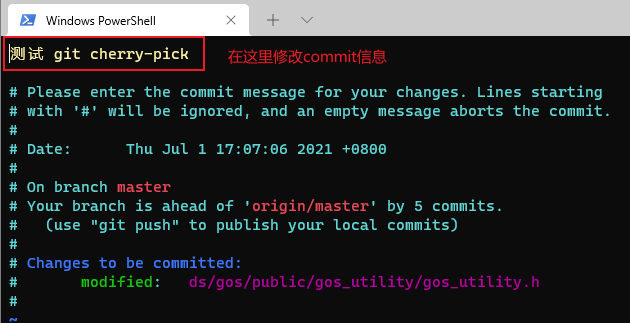 Windows PowerShell
测试 git cherry-pick
在这里修改commit信息
# Please enter the commit message for your changes. Lines starting
# with '#' will be ignored, and an empty message aborts the commit.
#
# Date:      Thu Jul 1 17:07:06 2021 +0800
#
# On branch master
# Your branch is ahead of 'origin/master' by 5 commits.
#   (use "git push" to publish your local commits)
#
# Changes to be committed:
#       modified:   ds/gos/public/gos_utility/gos_utility.h
#
~